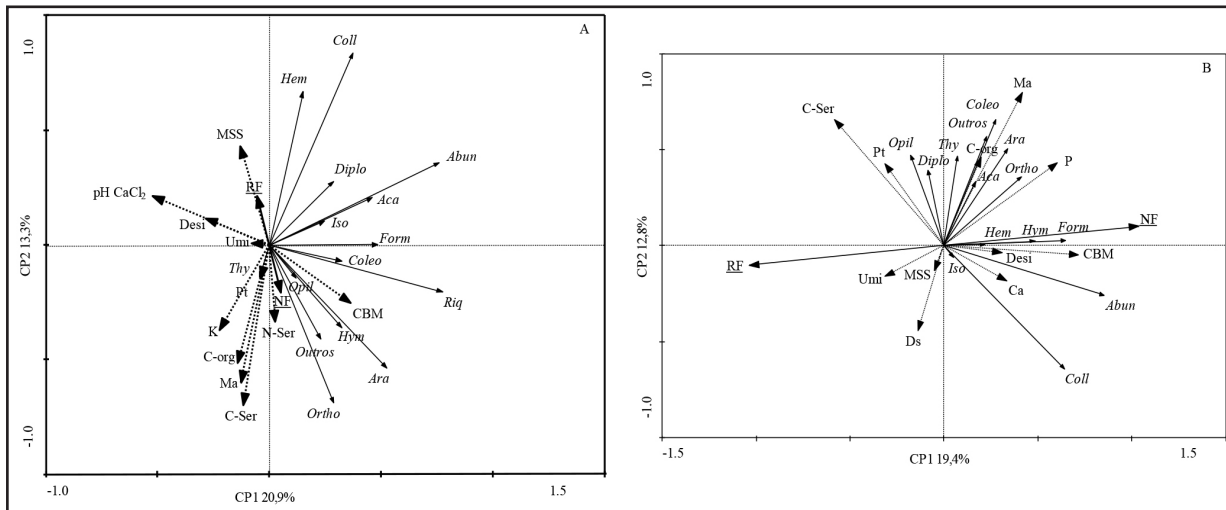 A
1.0
Coll
Hem
MSS
Abun
RF
Diplo
pH CaCl₂
Aca
Desi
Iso
Form
Umi
CP2 13,3%
Coleo
Thy
Opil
Pt
Riq
NF
CBM
K
N-Ser
Hym
Outros
C-org
Ara
Ma
C-Ser
Ortho
-1.0
-1.0
CP1 20,9%
1.5
B
1.0
Ma
C-Ser
Coleo
Outros
Ara
Opil
Thy
C-org
Pt
Diplo
P
Aca
Ortho
NF
Hem
Hym
Form
CP2 12,8%
Desi
CBM
RF
Iso
Umi
MSS
Ca
Abun
Ds
Coll
-1.0
-1.5
CP1 19,4%
1.5